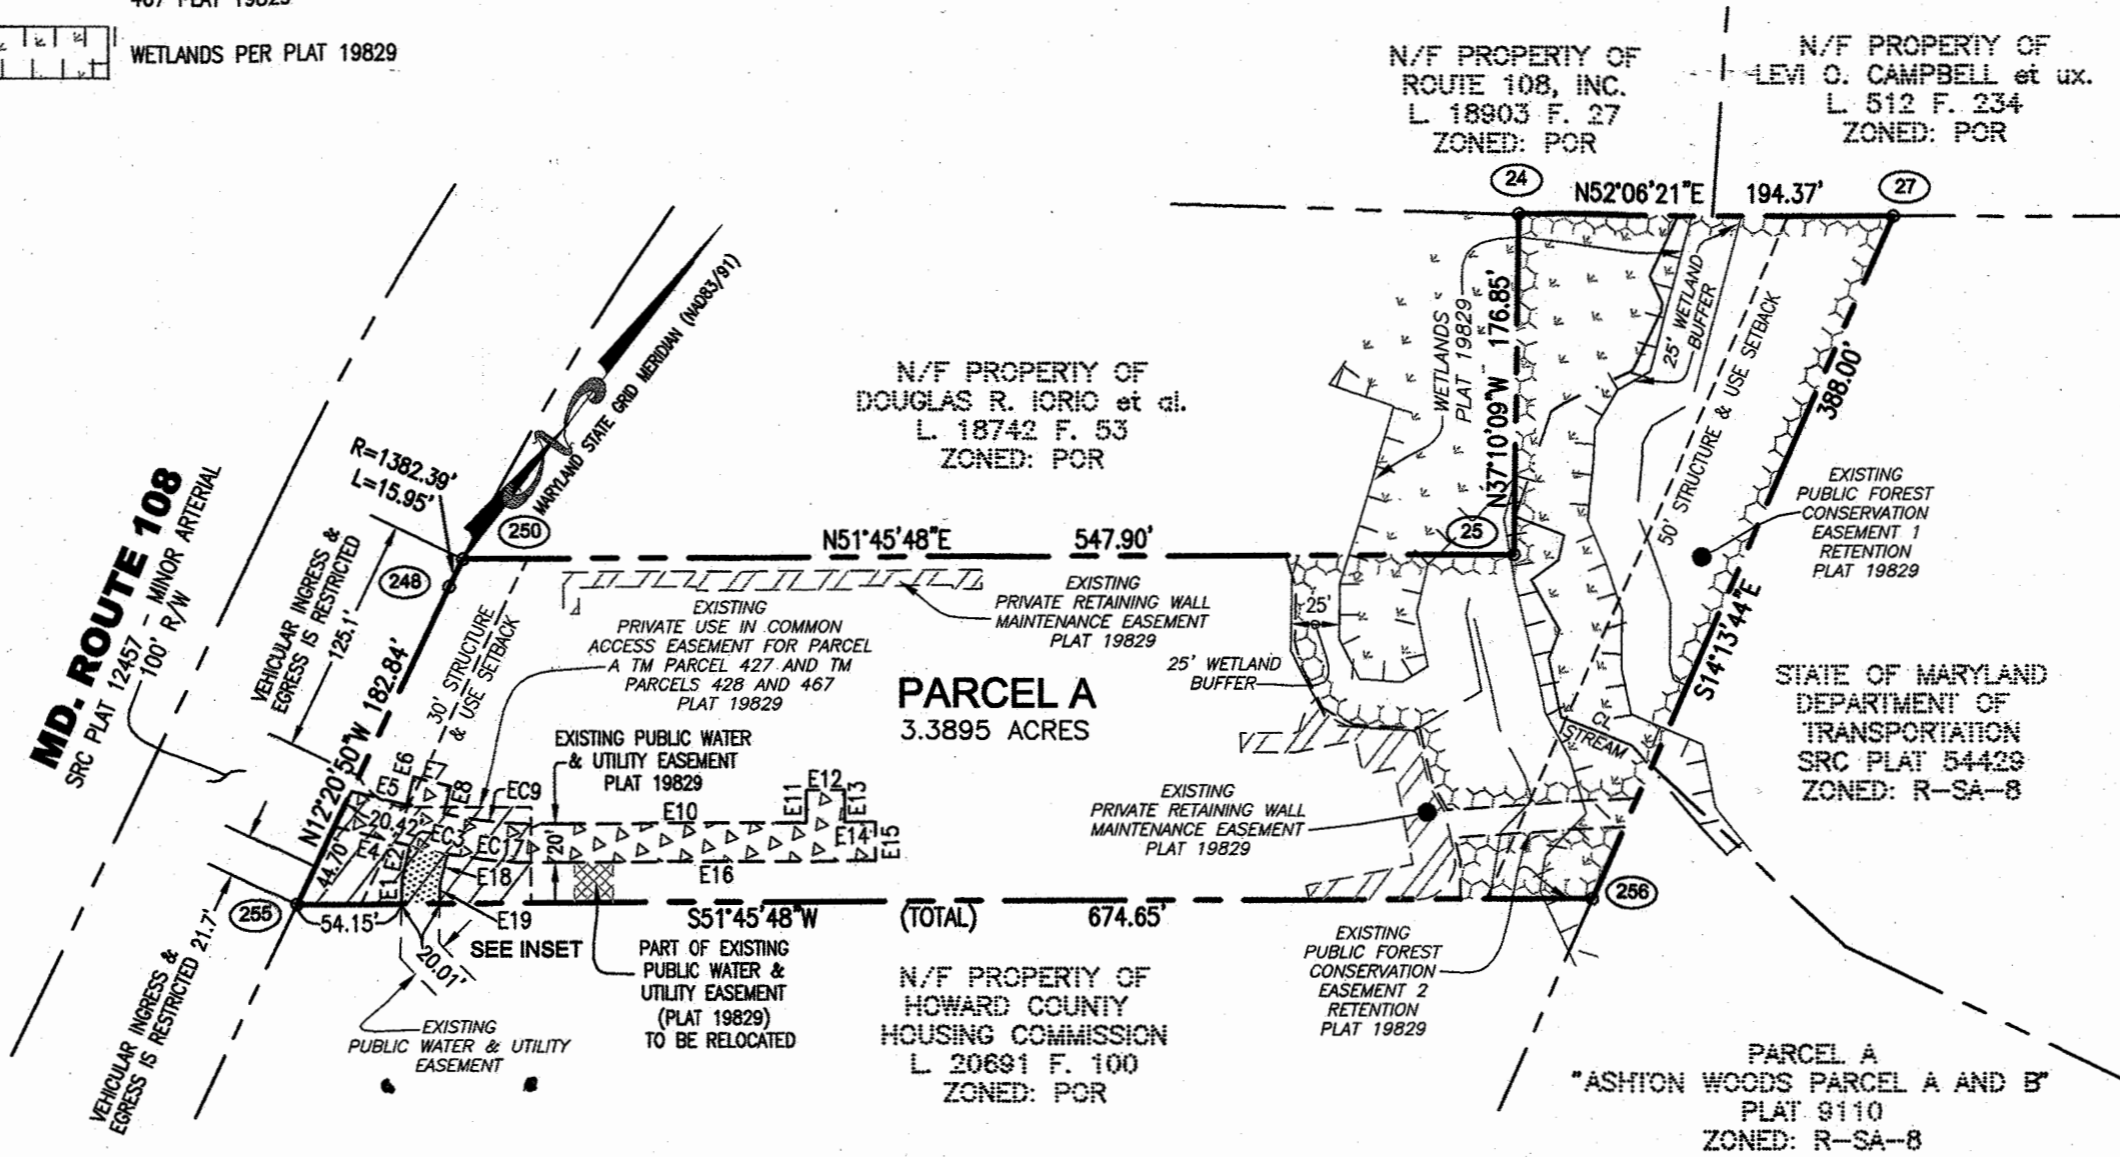 467 PLAT 19829
WETLANDS PER PLAT 19829
N/F PROPERTY OF
ROUTE 108, INC.
L. 18903 F. 27
ZONED: POR
N/F PROPERTY OF
LEVI O. CAMPBELL et ux.
L. 512 F. 234
ZONED: POR
24
N52°06'21"E 194.37'
27
MARYLAND STATE GRID MERIDIAN (NAD83/91)
N/F PROPERTY OF
DOUGLAS R. IORIO et al.
L. 18742 F. 53
ZONED: POR
WETLANDS
PLAT 19829
N37°10'09"W 176.85'
25' WETLAND
BUFFER
50' STRUCTURE & USE SETBACK
388.00'
S14°13'44"E
EXISTING
PUBLIC FOREST
CONSERVATION
EASEMENT 1
RETENTION
PLAT 19829
R=1382.39'
L=15.95'
MD. ROUTE 108
SRC PLAT 12457 - MINOR ARTERIAL
100' R/W
VEHICULAR INGRESS &
EGRESS IS RESTRICTED
125.1'
250
248
N51°45'48"E 547.90'
25
N12°20'50"W 182.84'
30' STRUCTURE
& USE SETBACK
EXISTING
PRIVATE USE IN COMMON
ACCESS EASEMENT FOR PARCEL
A TM PARCEL 427 AND TM
PARCELS 428 AND 467
PLAT 19829
EXISTING
PRIVATE RETAINING WALL
MAINTENANCE EASEMENT
PLAT 19829
25'
25' WETLAND
BUFFER
PARCEL A
3.3895 ACRES
STATE OF MARYLAND
DEPARTMENT OF
TRANSPORTATION
SRC PLAT 54429
ZONED: R-SA-8
CL
STREAM
EXISTING PUBLIC WATER
& UTILITY EASEMENT
PLAT 19829
E5
E6
E7
E8
EC9
E10
E11
E12
E13
E14
E15
E16
20.42'
EC3
E4
E2
E1
EC17
E18
E19
20'
44.70'
EXISTING
PRIVATE RETAINING WALL
MAINTENANCE EASEMENT
PLAT 19829
255
54.15'
20.01'
SEE INSET
S51°45'48"W (TOTAL) 674.65'
256
VEHICULAR INGRESS &
EGRESS IS RESTRICTED 21.7'
EXISTING
PUBLIC WATER & UTILITY
EASEMENT
PART OF EXISTING
PUBLIC WATER &
UTILITY EASEMENT
(PLAT 19829)
TO BE RELOCATED
N/F PROPERTY OF
HOWARD COUNTY
HOUSING COMMISSION
L. 20691 F. 100
ZONED: POR
EXISTING
PUBLIC FOREST
CONSERVATION
EASEMENT 2
RETENTION
PLAT 19829
PARCEL A
"ASHTON WOODS PARCEL A AND B"
PLAT 9110
ZONED: R-SA-8